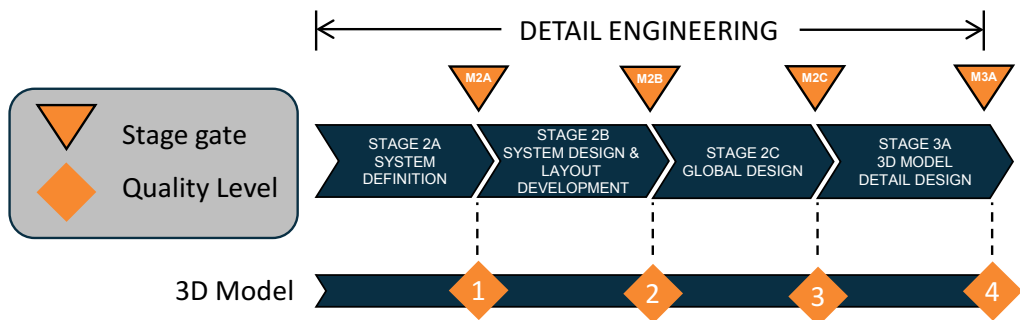 DETAIL ENGINEERING
M2A
M2B
M2C
M3A
Stage gate
Quality Level
STAGE 2A
SYSTEM
DEFINITION
STAGE 2B
SYSTEM DESIGN &
LAYOUT
DEVELOPMENT
STAGE 2C
GLOBAL DESIGN
STAGE 3A
3D MODEL
DETAIL DESIGN
3D Model
1
2
3
4